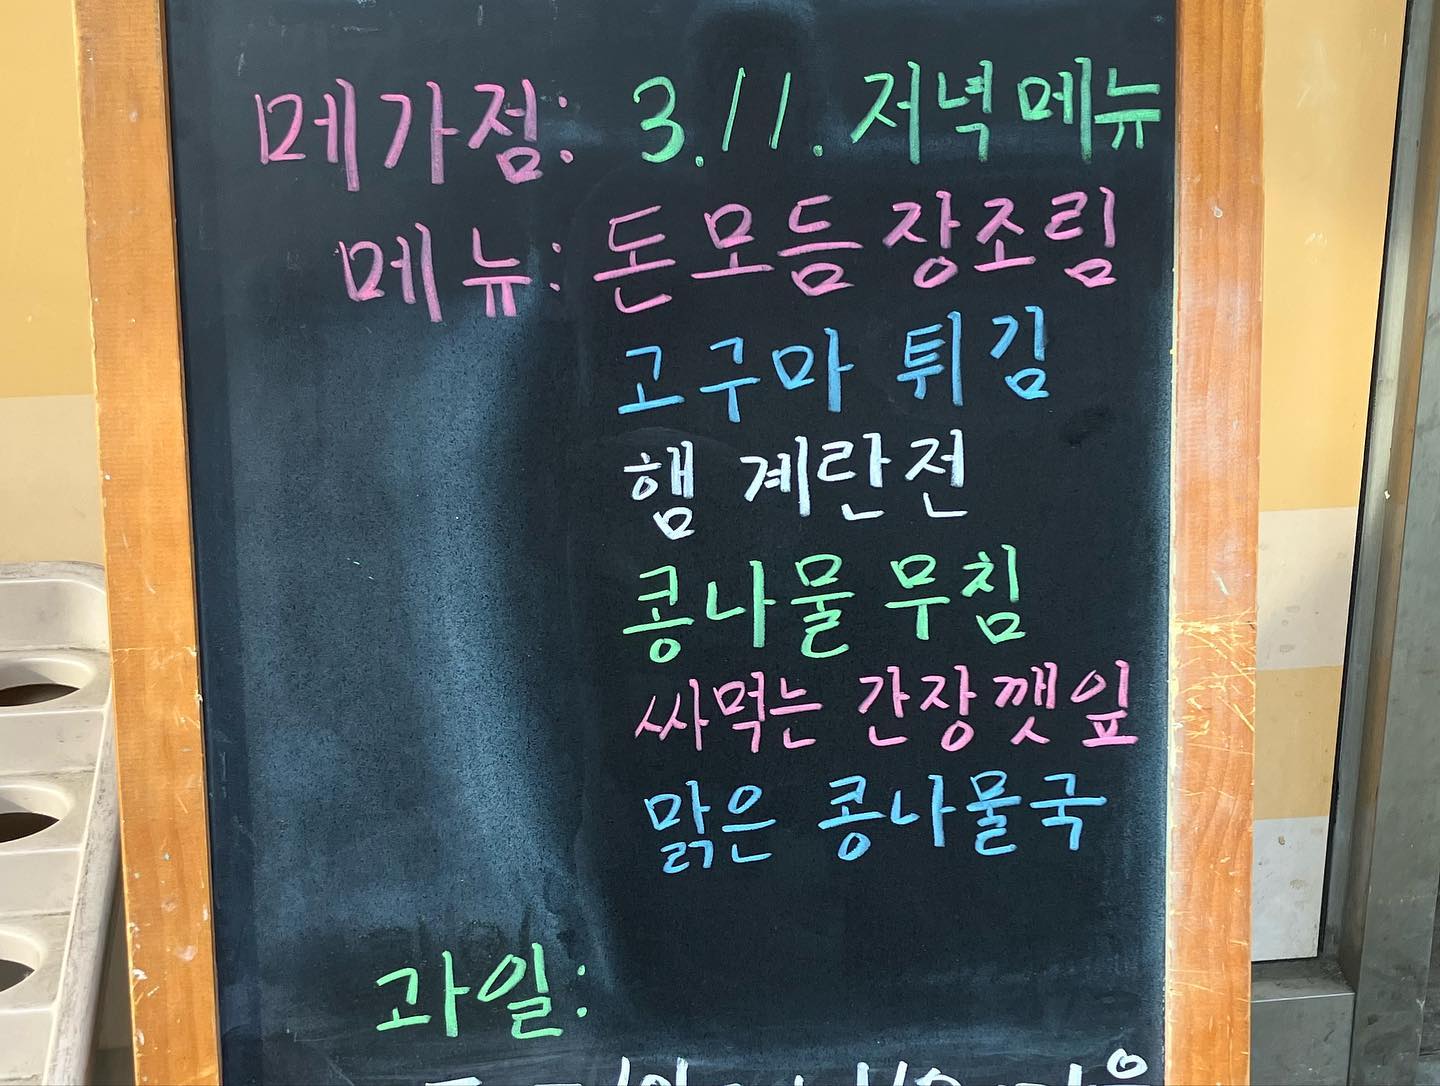 메가점: 3.11. 저녁메뉴
메뉴: 돈모듬 장조림
고구마 튀김
햄 계란전
콩나물 무침
싸먹는 간장깻잎
맑은 콩나물국
과일: